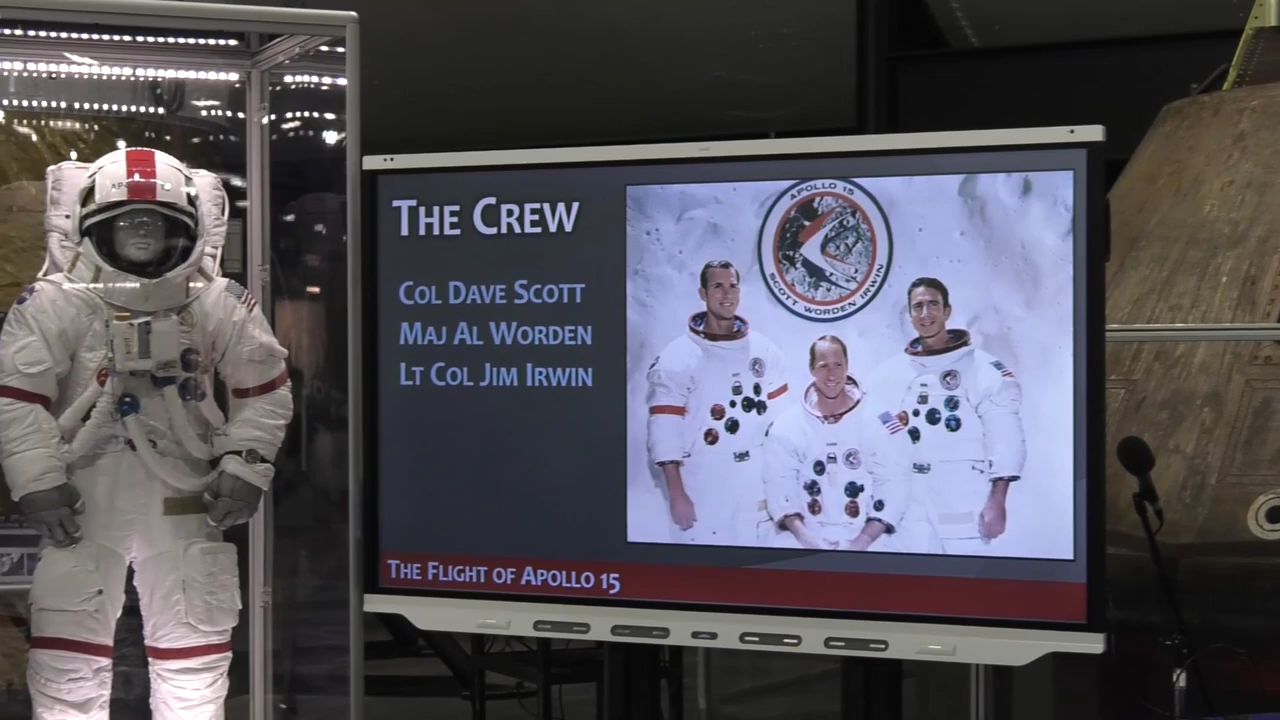 THE CREW
COL DAVE SCOTT
MAJ AL WORDEN
LT COL JIM IRWIN
APOLLO 15
SCOTT WORDEN IRWIN
THE FLIGHT OF APOLLO 15